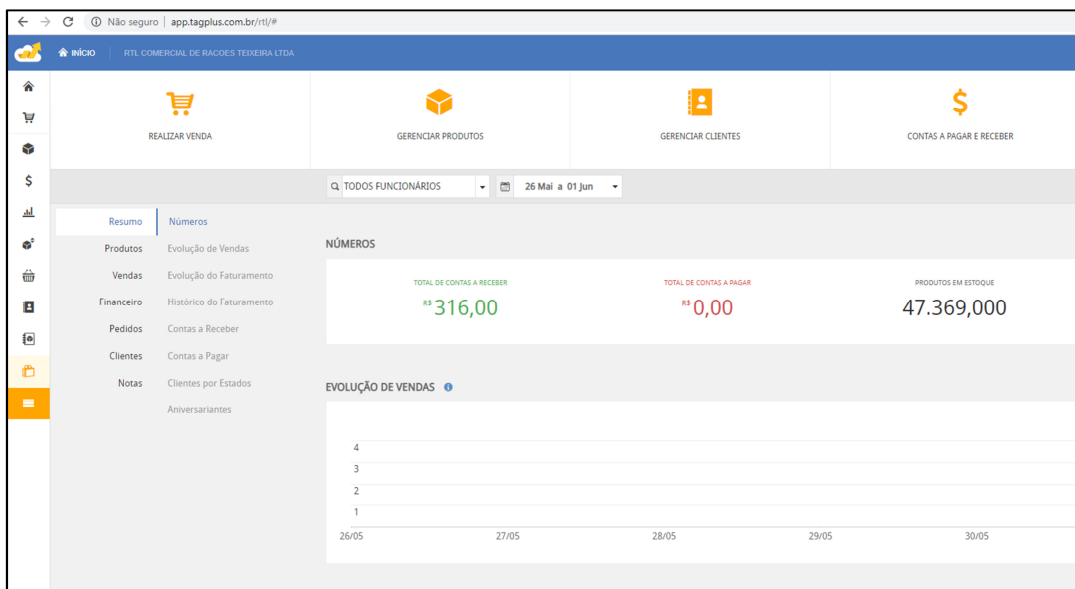 Não seguro | app.tagplus.com.br/rtl/#
INÍCIO RTL COMERCIAL DE RACOES TEIXEIRA LTDA
REALIZAR VENDA GERENCIAR PRODUTOS GERENCIAR CLIENTES CONTAS A PAGAR E RECEBER
TODOS FUNCIONÁRIOS 26 Mai a 01 Jun
Resumo Números
Produtos Evolução de Vendas
Vendas Evolução do Faturamento
Financeiro Histórico do Faturamento
Pedidos Contas a Receber
Clientes Contas a Pagar
Notas Clientes por Estados
Aniversariantes
NÚMEROS
TOTAL DE CONTAS A RECEBER TOTAL DE CONTAS A PAGAR PRODUTOS EM ESTOQUE
R$ 316,00 R$ 0,00 47.369,000
EVOLUÇÃO DE VENDAS
4
3
2
1
26/05 27/05 28/05 29/05 30/05